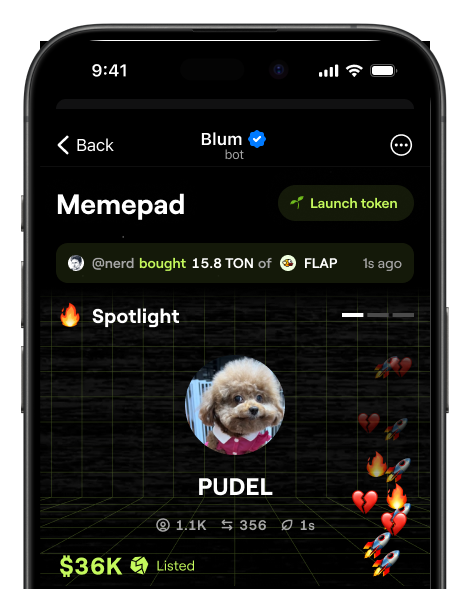 9:41
Back
Blum
bot
Memepad
Launch token
@nerd bought 15.8 TON of FLAP 1s ago
Spotlight
PUDEL
1.1K 356 1s
$36K Listed